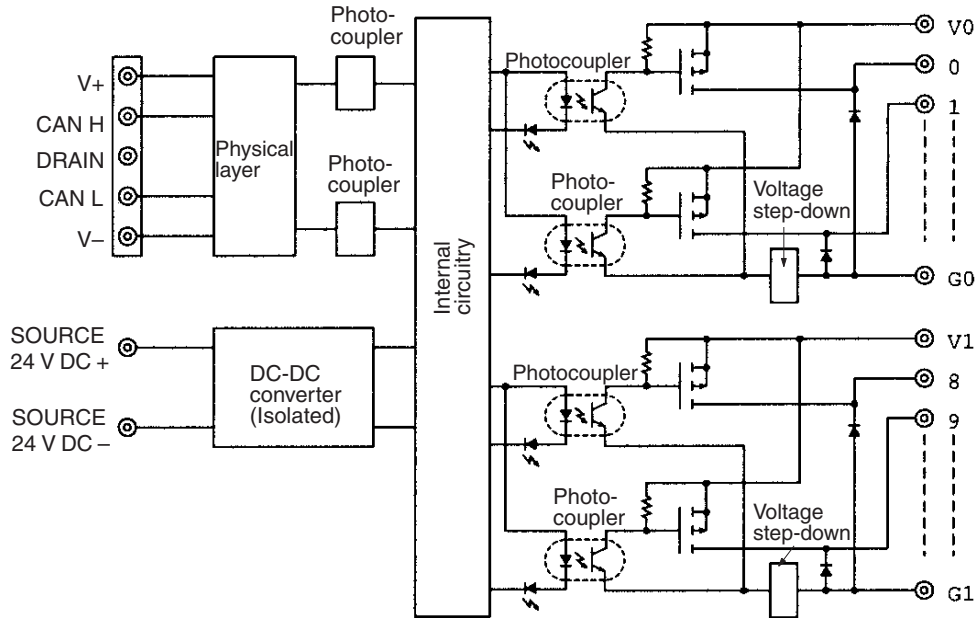 Photo-
coupler
V+
CAN H
DRAIN
CAN L
V–
Physical
layer
Photo-
coupler
SOURCE
24 V DC +
SOURCE
24 V DC –
DC-DC
converter
(Isolated)
Internal
circuitry
Photocoupler
Photo-
coupler
Voltage
step-down
V0
0
1
G0
Photocoupler
Photo-
coupler
Voltage
step-down
V1
8
9
G1